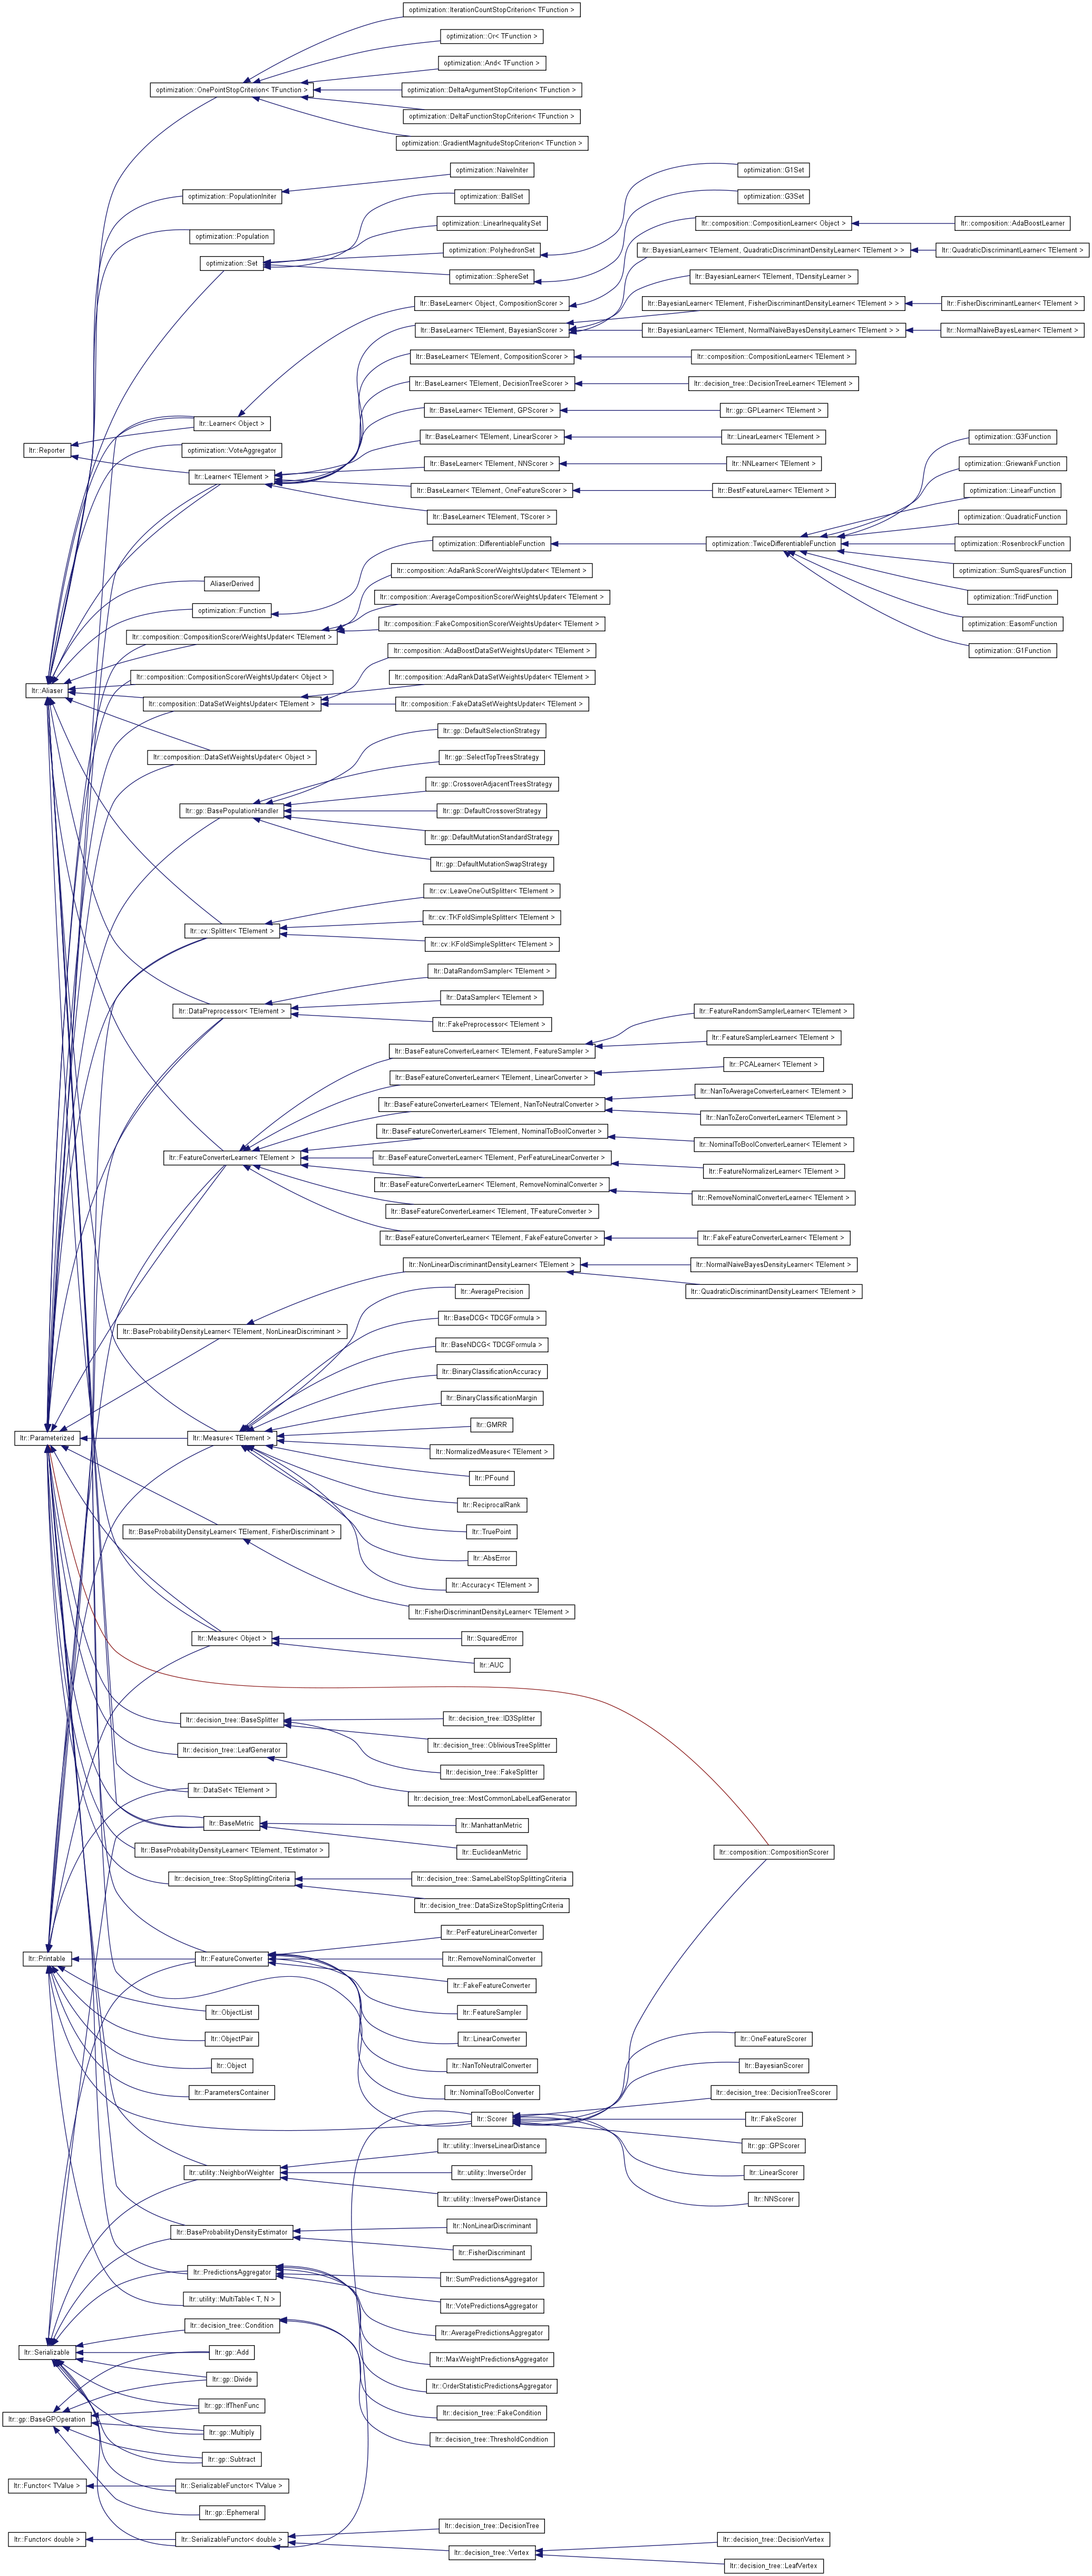 optimization::IterationCountStopCriterion< TFunction >
optimization::Or< TFunction >
optimization::And< TFunction >
optimization::OnePointStopCriterion< TFunction >
optimization::DeltaArgumentStopCriterion< TFunction >
optimization::DeltaFunctionStopCriterion< TFunction >
optimization::GradientMagnitudeStopCriterion< TFunction >
optimization::NaiveIniter
optimization::G1Set
optimization::PopulationIniter
optimization::BallSet
optimization::G3Set
optimization::LinearInequalitySet
ltr::composition::CompositionLearner< Object >
ltr::composition::AdaBoostLearner
optimization::Population
optimization::PolyhedronSet
ltr::BayesianLearner< TElement, QuadraticDiscriminantDensityLearner< TElement > >
ltr::QuadraticDiscriminantLearner< TElement >
optimization::Set
optimization::SphereSet
ltr::BayesianLearner< TElement, TDensityLearner >
ltr::BaseLearner< Object, CompositionScorer >
ltr::BayesianLearner< TElement, FisherDiscriminantDensityLearner< TElement > >
ltr::FisherDiscriminantLearner< TElement >
ltr::BaseLearner< TElement, BayesianScorer >
ltr::BayesianLearner< TElement, NormalNaiveBayesDensityLearner< TElement > >
ltr::NormalNaiveBayesLearner< TElement >
ltr::BaseLearner< TElement, CompositionScorer >
ltr::composition::CompositionLearner< TElement >
ltr::BaseLearner< TElement, DecisionTreeScorer >
ltr::decision_tree::DecisionTreeLearner< TElement >
ltr::Learner< Object >
ltr::BaseLearner< TElement, GPScorer >
ltr::gp::GPLearner< TElement >
ltr::BaseLearner< TElement, LinearScorer >
ltr::LinearLearner< TElement >
optimization::G3Function
ltr::Reporter
optimization::VoteAggregator
ltr::BaseLearner< TElement, NNScorer >
ltr::NNLearner< TElement >
optimization::GriewankFunction
ltr::Learner< TElement >
ltr::BaseLearner< TElement, OneFeatureScorer >
ltr::BestFeatureLearner< TElement >
optimization::LinearFunction
ltr::BaseLearner< TElement, TScorer >
optimization::QuadraticFunction
optimization::DifferentiableFunction
optimization::TwiceDifferentiableFunction
optimization::RosenbrockFunction
ltr::composition::AdaRankScorerWeightsUpdater< TElement >
optimization::SumSquaresFunction
AliaserDerived
ltr::composition::AverageCompositionScorerWeightsUpdater< TElement >
optimization::TridFunction
optimization::Function
ltr::composition::FakeCompositionScorerWeightsUpdater< TElement >
optimization::EasomFunction
ltr::composition::CompositionScorerWeightsUpdater< TElement >
ltr::composition::AdaBoostDataSetWeightsUpdater< TElement >
optimization::G1Function
ltr::composition::CompositionScorerWeightsUpdater< Object >
ltr::composition::AdaRankDataSetWeightsUpdater< TElement >
ltr::Aliaser
ltr::composition::DataSetWeightsUpdater< TElement >
ltr::composition::FakeDataSetWeightsUpdater< TElement >
ltr::gp::DefaultSelectionStrategy
ltr::composition::DataSetWeightsUpdater< Object >
ltr::gp::SelectTopTreesStrategy
ltr::gp::CrossoverAdjacentTreesStrategy
ltr::gp::BasePopulationHandler
ltr::gp::DefaultCrossoverStrategy
ltr::gp::DefaultMutationStandardStrategy
ltr::gp::DefaultMutationSwapStrategy
ltr::cv::LeaveOneOutSplitter< TElement >
ltr::cv::TKFoldSimpleSplitter< TElement >
ltr::cv::Splitter< TElement >
ltr::cv::KFoldSimpleSplitter< TElement >
ltr::DataRandomSampler< TElement >
ltr::DataSampler< TElement >
ltr::DataPreprocessor< TElement >
ltr::FakePreprocessor< TElement >
ltr::FeatureRandomSamplerLearner< TElement >
ltr::BaseFeatureConverterLearner< TElement, FeatureSampler >
ltr::FeatureSamplerLearner< TElement >
ltr::BaseFeatureConverterLearner< TElement, LinearConverter >
ltr::PCALearner< TElement >
ltr::BaseFeatureConverterLearner< TElement, NanToNeutralConverter >
ltr::NanToAverageConverterLearner< TElement >
ltr::NanToZeroConverterLearner< TElement >
ltr::BaseFeatureConverterLearner< TElement, NominalToBoolConverter >
ltr::NominalToBoolConverterLearner< TElement >
ltr::FeatureConverterLearner< TElement >
ltr::BaseFeatureConverterLearner< TElement, PerFeatureLinearConverter >
ltr::FeatureNormalizerLearner< TElement >
ltr::BaseFeatureConverterLearner< TElement, RemoveNominalConverter >
ltr::RemoveNominalConverterLearner< TElement >
ltr::BaseFeatureConverterLearner< TElement, TFeatureConverter >
ltr::BaseFeatureConverterLearner< TElement, FakeFeatureConverter >
ltr::FakeFeatureConverterLearner< TElement >
ltr::NonLinearDiscriminantDensityLearner< TElement >
ltr::NormalNaiveBayesDensityLearner< TElement >
ltr::AveragePrecision
ltr::QuadraticDiscriminantDensityLearner< TElement >
ltr::BaseDCG< TDCGFormula >
ltr::BaseProbabilityDensityLearner< TElement, NonLinearDiscriminant >
ltr::BaseNDCG< TDCGFormula >
ltr::BinaryClassificationAccuracy
ltr::BinaryClassificationMargin
ltr::GMRR
ltr::Parameterized
ltr::Measure< TElement >
ltr::NormalizedMeasure< TElement >
ltr::PFound
ltr::ReciprocalRank
ltr::BaseProbabilityDensityLearner< TElement, FisherDiscriminant >
ltr::TruePoint
ltr::AbsError
ltr::Accuracy< TElement >
ltr::FisherDiscriminantDensityLearner< TElement >
ltr::Measure< Object >
ltr::SquaredError
ltr::AUC
ltr::decision_tree::BaseSplitter
ltr::decision_tree::ID3Splitter
ltr::decision_tree::ObliviousTreeSplitter
ltr::decision_tree::LeafGenerator
ltr::decision_tree::FakeSplitter
ltr::DataSet< TElement >
ltr::decision_tree::MostCommonLabelLeafGenerator
ltr::BaseMetric
ltr::ManhattanMetric
ltr::BaseProbabilityDensityLearner< TElement, TEstimator >
ltr::EuclideanMetric
ltr::composition::CompositionScorer
ltr::decision_tree::StopSplittingCriteria
ltr::decision_tree::SameLabelStopSplittingCriteria
ltr::decision_tree::DataSizeStopSplittingCriteria
ltr::PerFeatureLinearConverter
ltr::Printable
ltr::FeatureConverter
ltr::RemoveNominalConverter
ltr::FakeFeatureConverter
ltr::ObjectList
ltr::FeatureSampler
ltr::ObjectPair
ltr::LinearConverter
ltr::OneFeatureScorer
ltr::Object
ltr::NanToNeutralConverter
ltr::BayesianScorer
ltr::ParametersContainer
ltr::NominalToBoolConverter
ltr::decision_tree::DecisionTreeScorer
ltr::Scorer
ltr::FakeScorer
ltr::utility::InverseLinearDistance
ltr::gp::GPScorer
ltr::utility::NeighborWeighter
ltr::utility::InverseOrder
ltr::LinearScorer
ltr::utility::InversePowerDistance
ltr::NNScorer
ltr::NonLinearDiscriminant
ltr::BaseProbabilityDensityEstimator
ltr::FisherDiscriminant
ltr::PredictionsAggregator
ltr::SumPredictionsAggregator
ltr::utility::MultiTable< T, N >
ltr::VotePredictionsAggregator
ltr::decision_tree::Condition
ltr::AveragePredictionsAggregator
ltr::Serializable
ltr::gp::Add
ltr::MaxWeightPredictionsAggregator
ltr::gp::Divide
ltr::OrderStatisticPredictionsAggregator
ltr::gp::IfThenFunc
ltr::decision_tree::FakeCondition
ltr::gp::BaseGPOperation
ltr::gp::Multiply
ltr::decision_tree::ThresholdCondition
ltr::gp::Subtract
ltr::Functor< TValue >
ltr::SerializableFunctor< TValue >
ltr::gp::Ephemeral
ltr::decision_tree::DecisionTree
ltr::Functor< double >
ltr::SerializableFunctor< double >
ltr::decision_tree::DecisionVertex
ltr::decision_tree::Vertex
ltr::decision_tree::LeafVertex